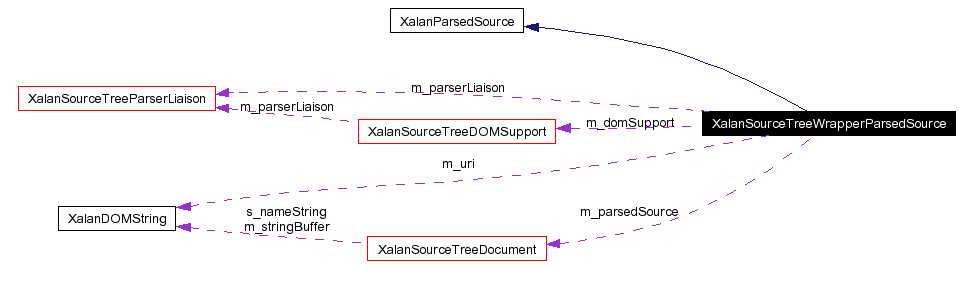 XalanParsedSource
m_parserLiaison
XalanSourceTreeParserLiaison
m_parserLiaison
XalanSourceTreeDOMSupport
m_domSupport
XalanSourceTreeWrapperParsedSource
m_uri
XalanDOMString
s_nameString
m_stringBuffer
m_parsedSource
XalanSourceTreeDocument